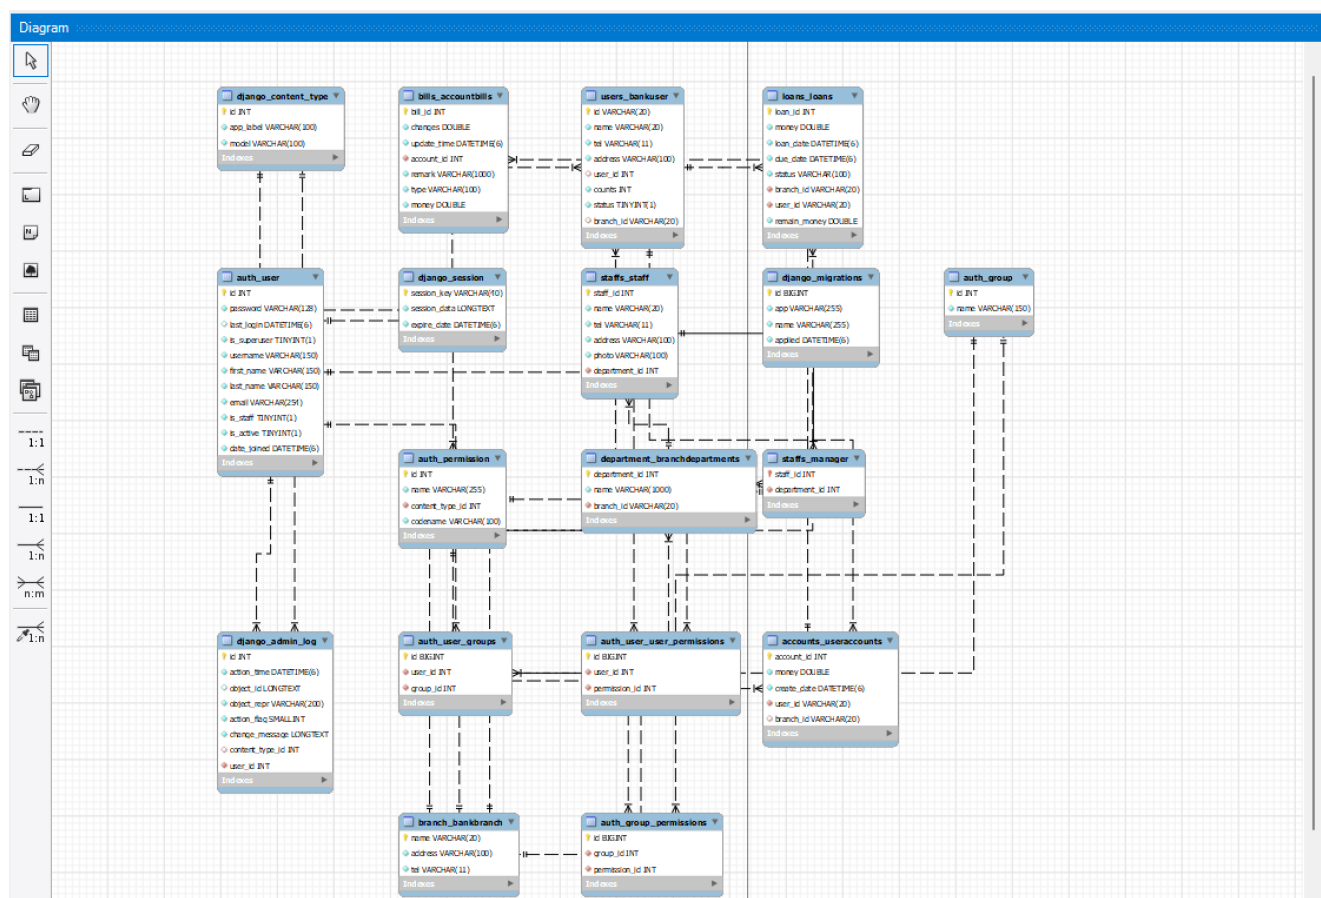 Diagram
django_content_type
id INT
app_label VARCHAR(100)
model VARCHAR(100)
Indexes
bills_accountbills
bill_id INT
changes DOUBLE
update_time DATETIME(6)
account_id INT
remark VARCHAR(1000)
type VARCHAR(100)
money DOUBLE
Indexes
users_bankuser
id VARCHAR(20)
name VARCHAR(20)
tel VARCHAR(11)
address VARCHAR(100)
user_id INT
counts INT
status TINYINT(1)
branch_id VARCHAR(20)
Indexes
loans_loans
loan_id INT
money DOUBLE
loan_date DATETIME(6)
due_date DATETIME(6)
status VARCHAR(100)
branch_id VARCHAR(20)
user_id VARCHAR(20)
remain_money DOUBLE
Indexes
auth_user
id INT
password VARCHAR(128)
last_login DATETIME(6)
is_superuser TINYINT(1)
username VARCHAR(150)
first_name VARCHAR(150)
last_name VARCHAR(150)
email VARCHAR(254)
is_staff TINYINT(1)
is_active TINYINT(1)
date_joined DATETIME(6)
Indexes
django_session
session_key VARCHAR(40)
session_data LONGTEXT
expire_date DATETIME(6)
Indexes
staffs_staff
staff_id INT
name VARCHAR(20)
tel VARCHAR(11)
address VARCHAR(100)
photo VARCHAR(100)
department_id INT
Indexes
django_migrations
id BIGINT
app VARCHAR(255)
name VARCHAR(255)
applied DATETIME(6)
Indexes
auth_group
id INT
name VARCHAR(150)
Indexes
1:1
1:n
1:1
1:n
n:m
1:n
auth_permission
id INT
name VARCHAR(255)
content_type_id INT
codename VARCHAR(100)
Indexes
department_branchdepartments
department_id INT
name VARCHAR(1000)
branch_id VARCHAR(20)
Indexes
staffs_manager
staff_id INT
department_id INT
Indexes
django_admin_log
id INT
action_time DATETIME(6)
object_id LONGTEXT
object_repr VARCHAR(200)
action_flag SMALLINT
change_message LONGTEXT
content_type_id INT
user_id INT
Indexes
auth_user_groups
id BIGINT
user_id INT
group_id INT
Indexes
auth_user_user_permissions
id BIGINT
user_id INT
permission_id INT
Indexes
accounts_useraccounts
account_id INT
money DOUBLE
create_date DATETIME(6)
user_id VARCHAR(20)
branch_id VARCHAR(20)
Indexes
branch_bankbranch
name VARCHAR(20)
address VARCHAR(100)
tel VARCHAR(11)
Indexes
auth_group_permissions
id BIGINT
group_id INT
permission_id INT
Indexes